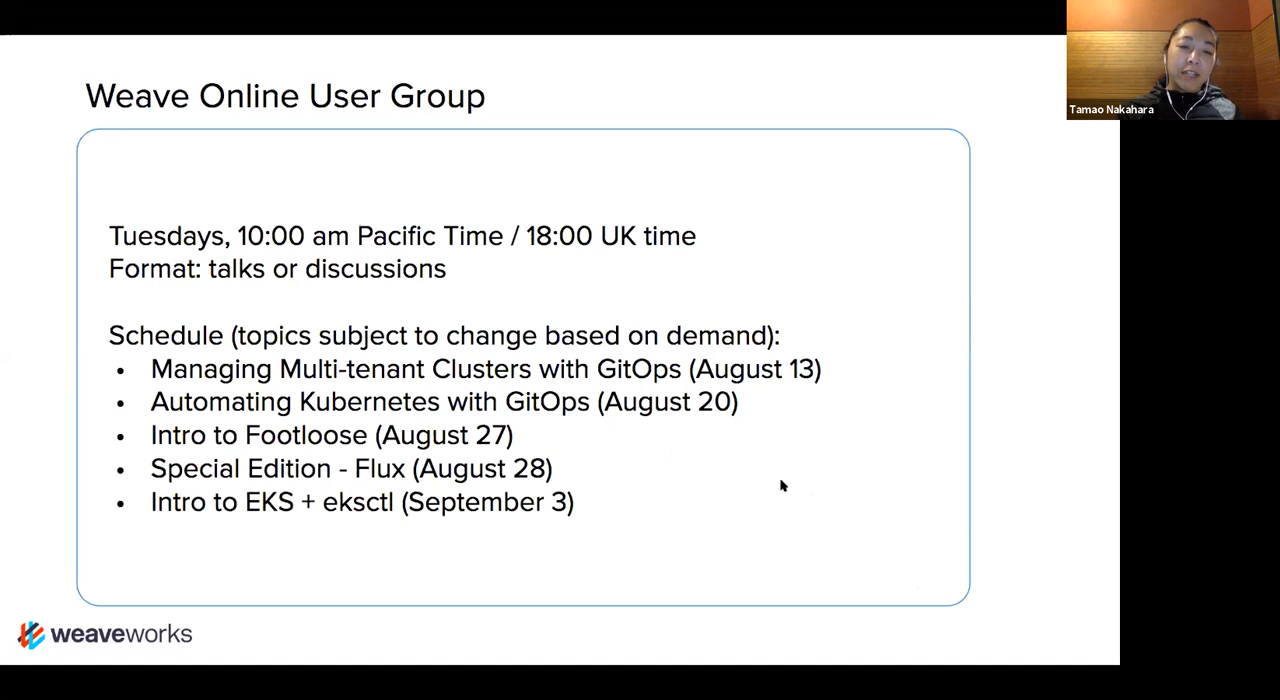 Weave Online User Group
Tamao Nakahara
Tuesdays, 10:00 am Pacific Time / 18:00 UK time
Format: talks or discussions
Schedule (topics subject to change based on demand):
• Managing Multi-tenant Clusters with GitOps (August 13)
• Automating Kubernetes with GitOps (August 20)
• Intro to Footloose (August 27)
• Special Edition - Flux (August 28)
• Intro to EKS + eksctl (September 3)
weaveworks